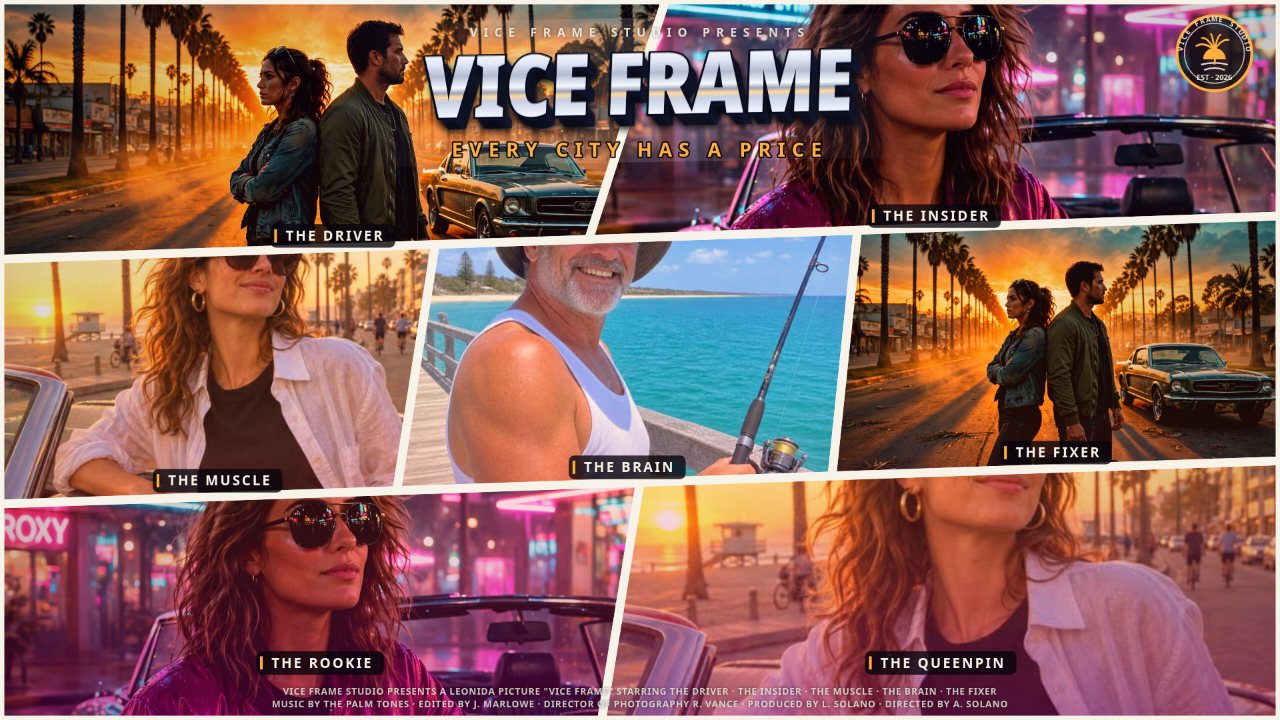 VICE FRAME STUDIO PRESENTS
VICE FRAME
EVERY CITY HAS A PRICE
VICE FRAME STUDIO
EST · 2026
THE DRIVER
THE INSIDER
THE MUSCLE
THE BRAIN
THE FIXER
ROXY
THE ROOKIE
THE QUEENPIN
VICE FRAME STUDIO PRESENTS A LEONIDA PICTURE "VICE FRAME" STARRING THE DRIVER · THE INSIDER · THE MUSCLE · THE BRAIN · THE FIXER
MUSIC BY THE PALM TONES · EDITED BY J. MARLOWE · DIRECTOR OF PHOTOGRAPHY R. VANCE · PRODUCED BY L. SOLANO · DIRECTED BY A. SOLANO